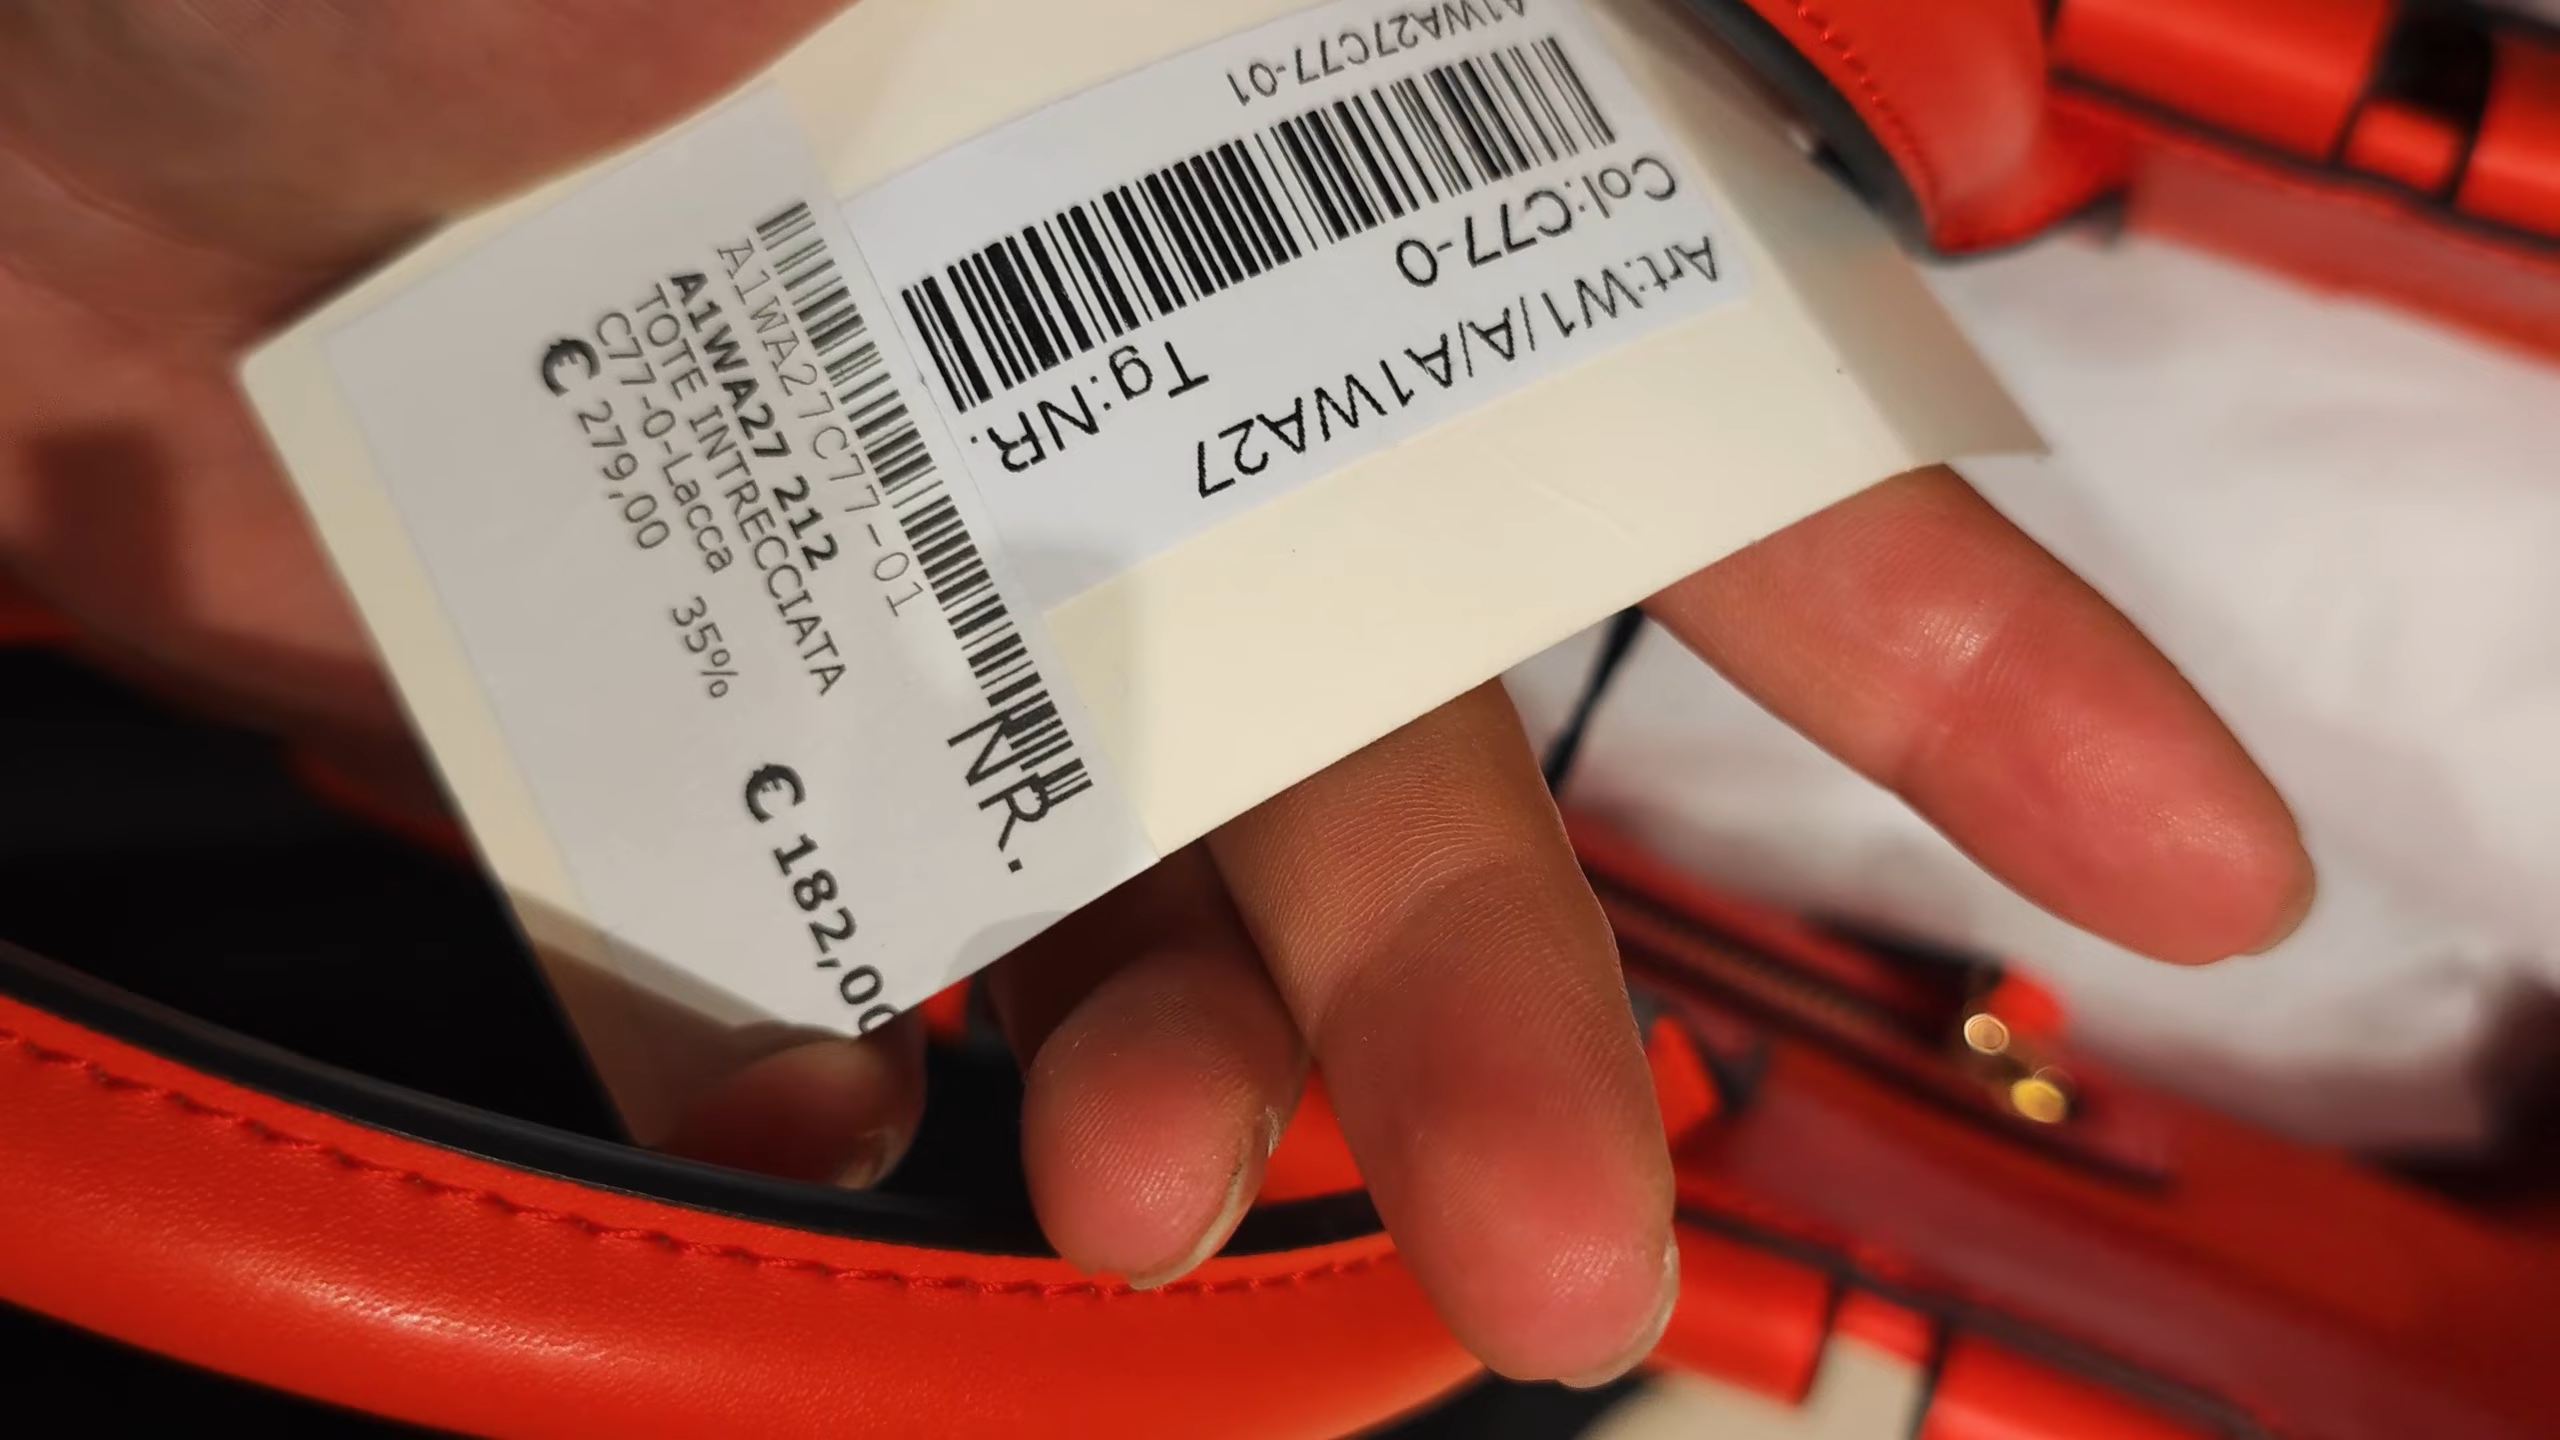 A1WA27C77-01
Col:C77-0
Tg:NR.
Art:W1/A/A1WA27
NR.
A1WA27C77-01
A1WA27 212
TOTE INTRECCIATA
C77-0-Lacca 35%
€ 279,00 € 182,00